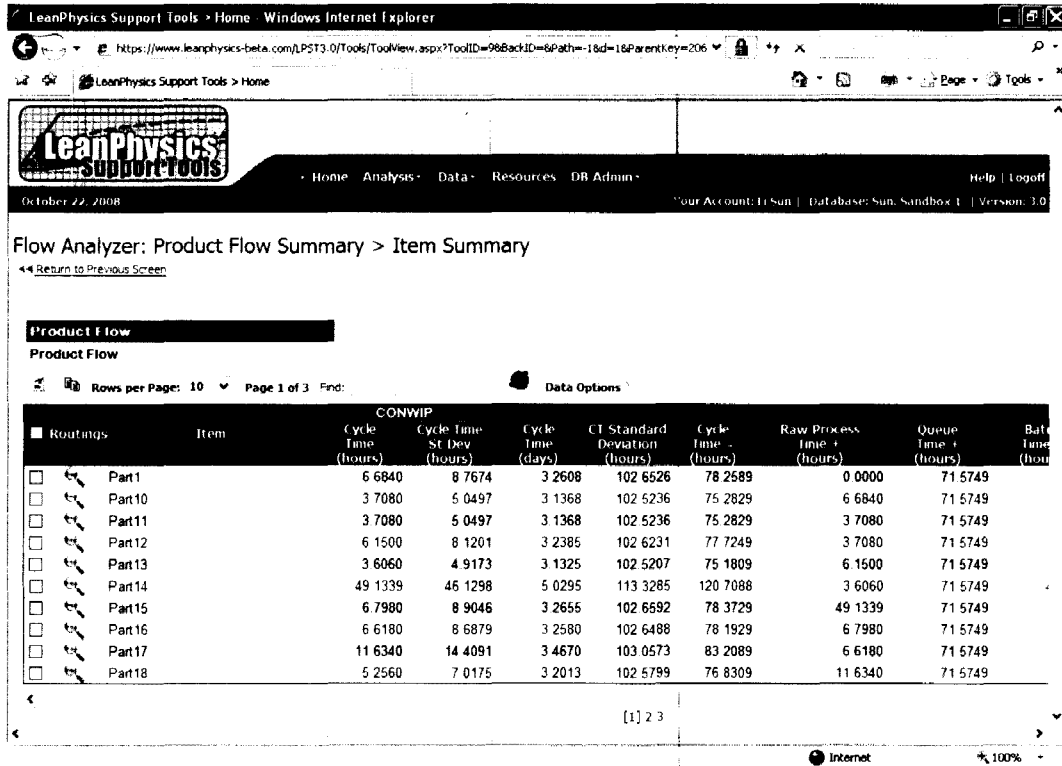 LeanPhysics Support Tools > Home - Windows Internet Explorer
https://www.leanphysics-beta.com/LPST3.0/Tools/ToolView.aspx?ToolID=98&BackID=8&Path=-1&d=1&ParentKey=206
LeanPhysics Support Tools > Home
Page Tools
LeanPhysics
Support Tools
Home Analysis Data Resources DB Admin Help | Logoff
October 22, 2008 Your Account: Li Sun | Database: Sun, Sandbox 1 | Version: 3.0
Flow Analyzer: Product Flow Summary > Item Summary
Return to Previous Screen
Product Flow
Product Flow
Rows per Page: 10 Page 1 of 3 Find: Data Options
CONWIP
Routings Item Cycle Time (hours) Cycle Time St Dev (hours) Cycle Time (days) CT Standard Deviation (hours) Cycle Time = (hours) Raw Process Time + (hours) Queue Time + (hours)
Part1 6 6840 8 7674 3 2608 102 6526 78 2589 0 0000 71 5749
Part10 3 7080 5 0497 3 1368 102 5236 75 2829 6 6840 71 5749
Part11 3 7080 5 0497 3 1368 102 5236 75 2829 3 7080 71 5749
Part12 6 1500 8 1201 3 2385 102 6231 77 7249 3 7080 71 5749
Part13 3 6060 4 9173 3 1325 102 5207 75 1809 6 1500 71 5749
Part14 49 1339 46 1298 5 0295 113 3285 120 7088 3 6060 71 5749
Part15 6 7980 8 9046 3 2655 102 6592 78 3729 49 1339 71 5749
Part16 6 6180 8 6879 3 2580 102 6488 78 1929 6 7980 71 5749
Part17 11 6340 14 4091 3 4670 103 0573 83 2089 6 6180 71 5749
Part18 5 2560 7 0175 3 2013 102 5799 76 8309 11 6340 71 5749
[1] 2 3
Internet 100%